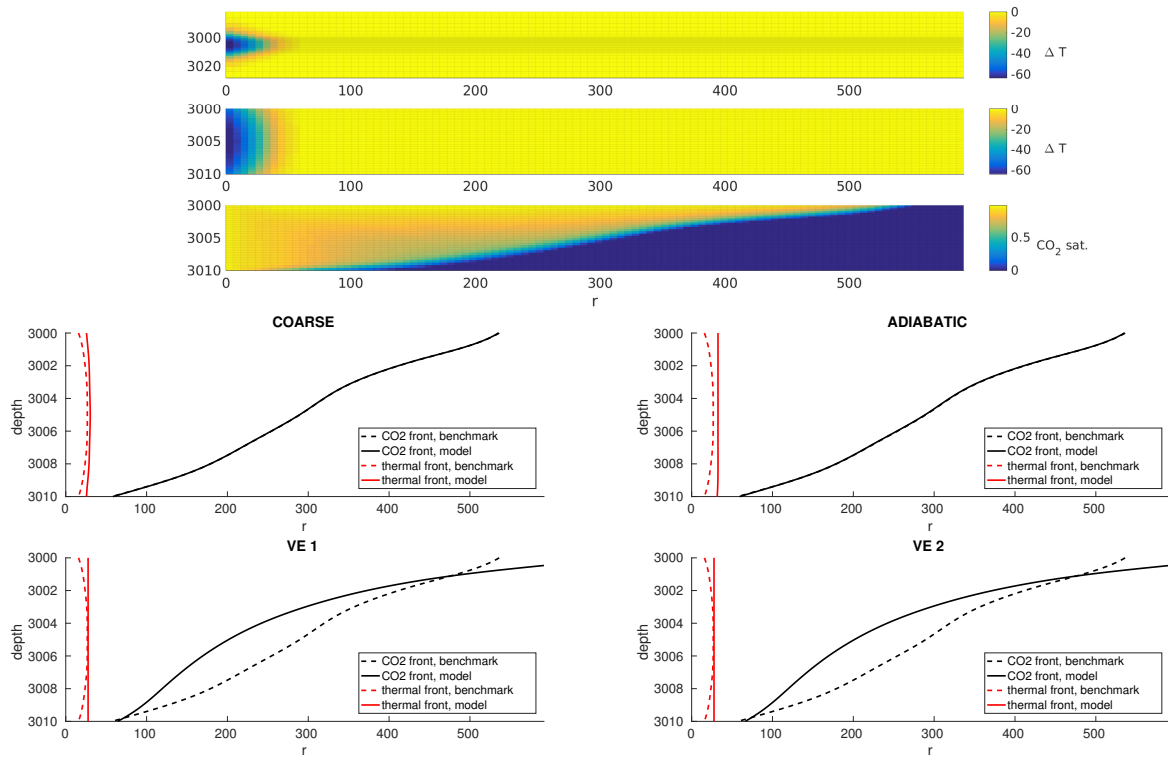 0
3000
-20
3020
-40
-60
Δ T
0
100
200
300
400
500
3000
0
3005
-20
-40
3010
-60
Δ T
0
100
200
300
400
500
3000
3005
0.5
3010
0
CO2 sat.
0
100
200
300
400
500
r
COARSE
3000
3002
3004
3006
3008
3010
depth
CO2 front, benchmark
CO2 front, model
thermal front, benchmark
thermal front, model
0
100
200
300
400
500
r
ADIABATIC
3000
3002
3004
3006
3008
3010
depth
CO2 front, benchmark
CO2 front, model
thermal front, benchmark
thermal front, model
0
100
200
300
400
500
r
VE 1
3000
3002
3004
3006
3008
3010
depth
CO2 front, benchmark
CO2 front, model
thermal front, benchmark
thermal front, model
0
100
200
300
400
500
r
VE 2
3000
3002
3004
3006
3008
3010
depth
CO2 front, benchmark
CO2 front, model
thermal front, benchmark
thermal front, model
0
100
200
300
400
500
r